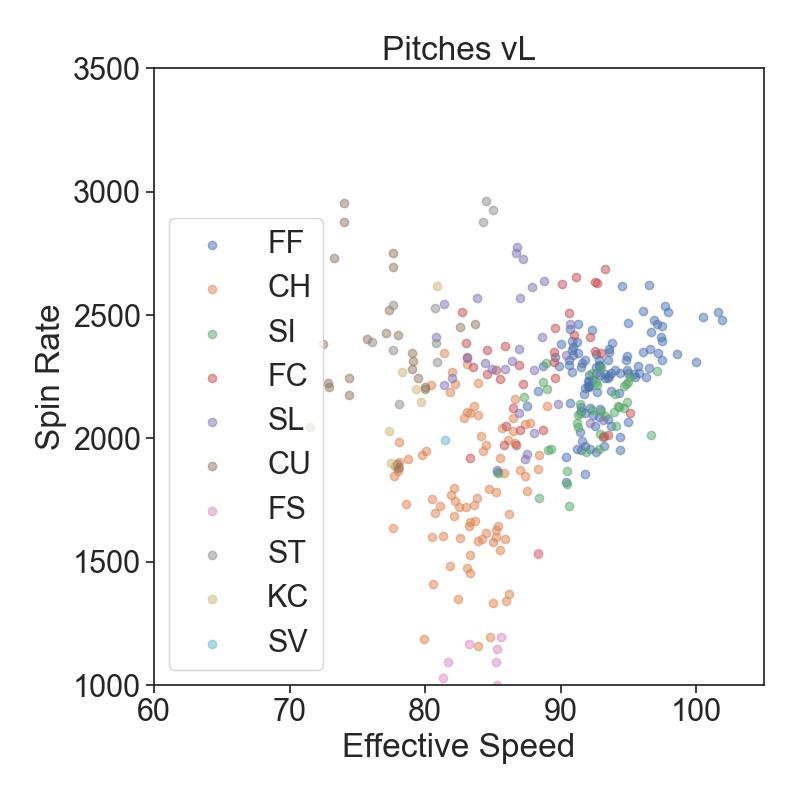 Pitches vL
3500
3000
2500
2000
1500
1000
Spin Rate
FF
CH
SI
FC
SL
CU
FS
ST
KC
SV
60 70 80 90 100
Effective Speed